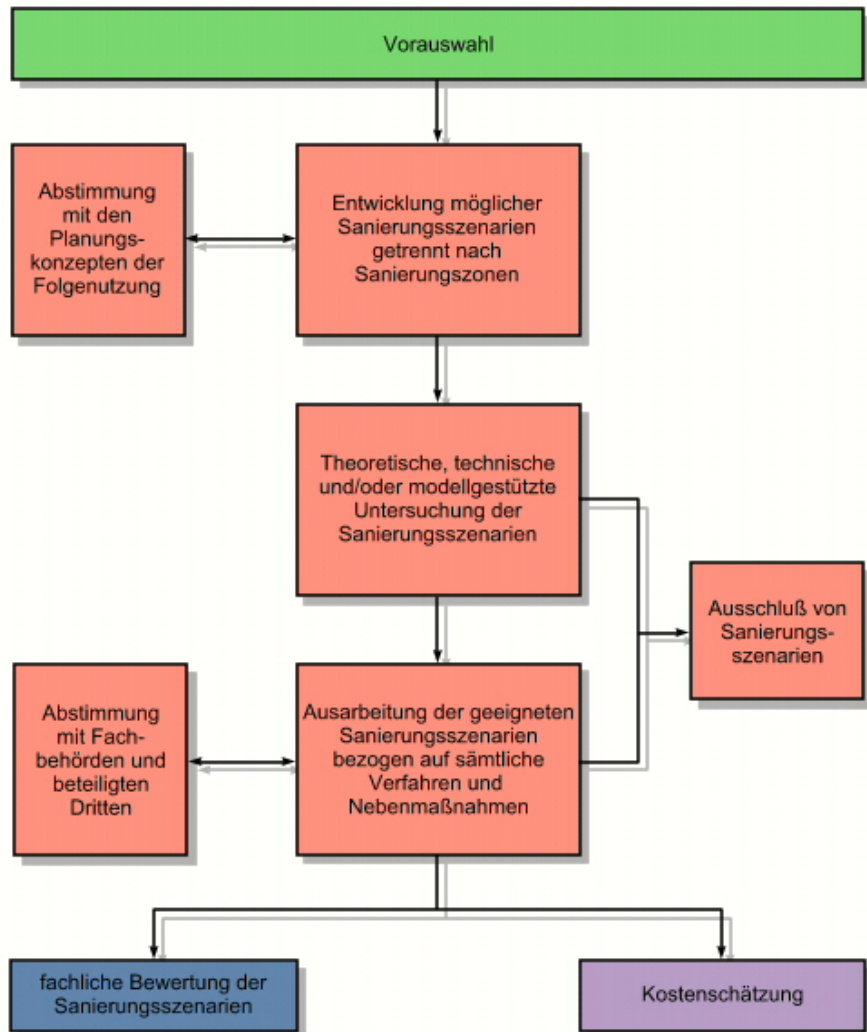 Vorauswahl
Abstimmung
mit den
Planungs-
konzepten der
Folgenutzung
Entwicklung möglicher
Sanierungsszenarien
getrennt nach
Sanierungszonen
Theoretische, technische
und/oder modellgestützte
Untersuchung der
Sanierungsszenarien
Ausschluß von
Sanierungs-
szenarien
Abstimmung
mit Fach-
behörden und
beteiligten
Dritten
Ausarbeitung der geeigneten
Sanierungsszenarien
bezogen auf sämtliche
Verfahren und
Nebenmaßnahmen
fachliche Bewertung der
Sanierungsszenarien
Kostenschätzung